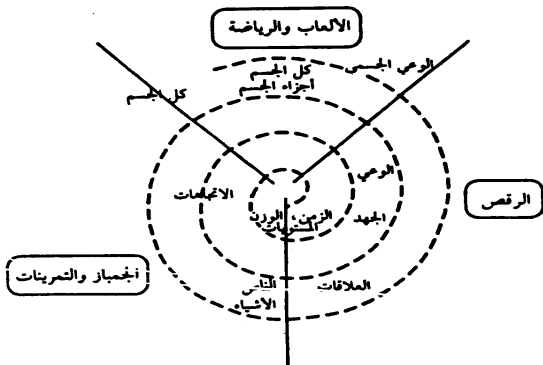 الألعاب والرياضة
الوعي الجسمي
كل الجسم
أجزاء الجسم
كل الجسم
الوعي
الاتجاهات
الرقص
الزمن، الوزن
المستويات
الجهد
الجمباز والتمرينات
العلاقات
الناس
الأشياء